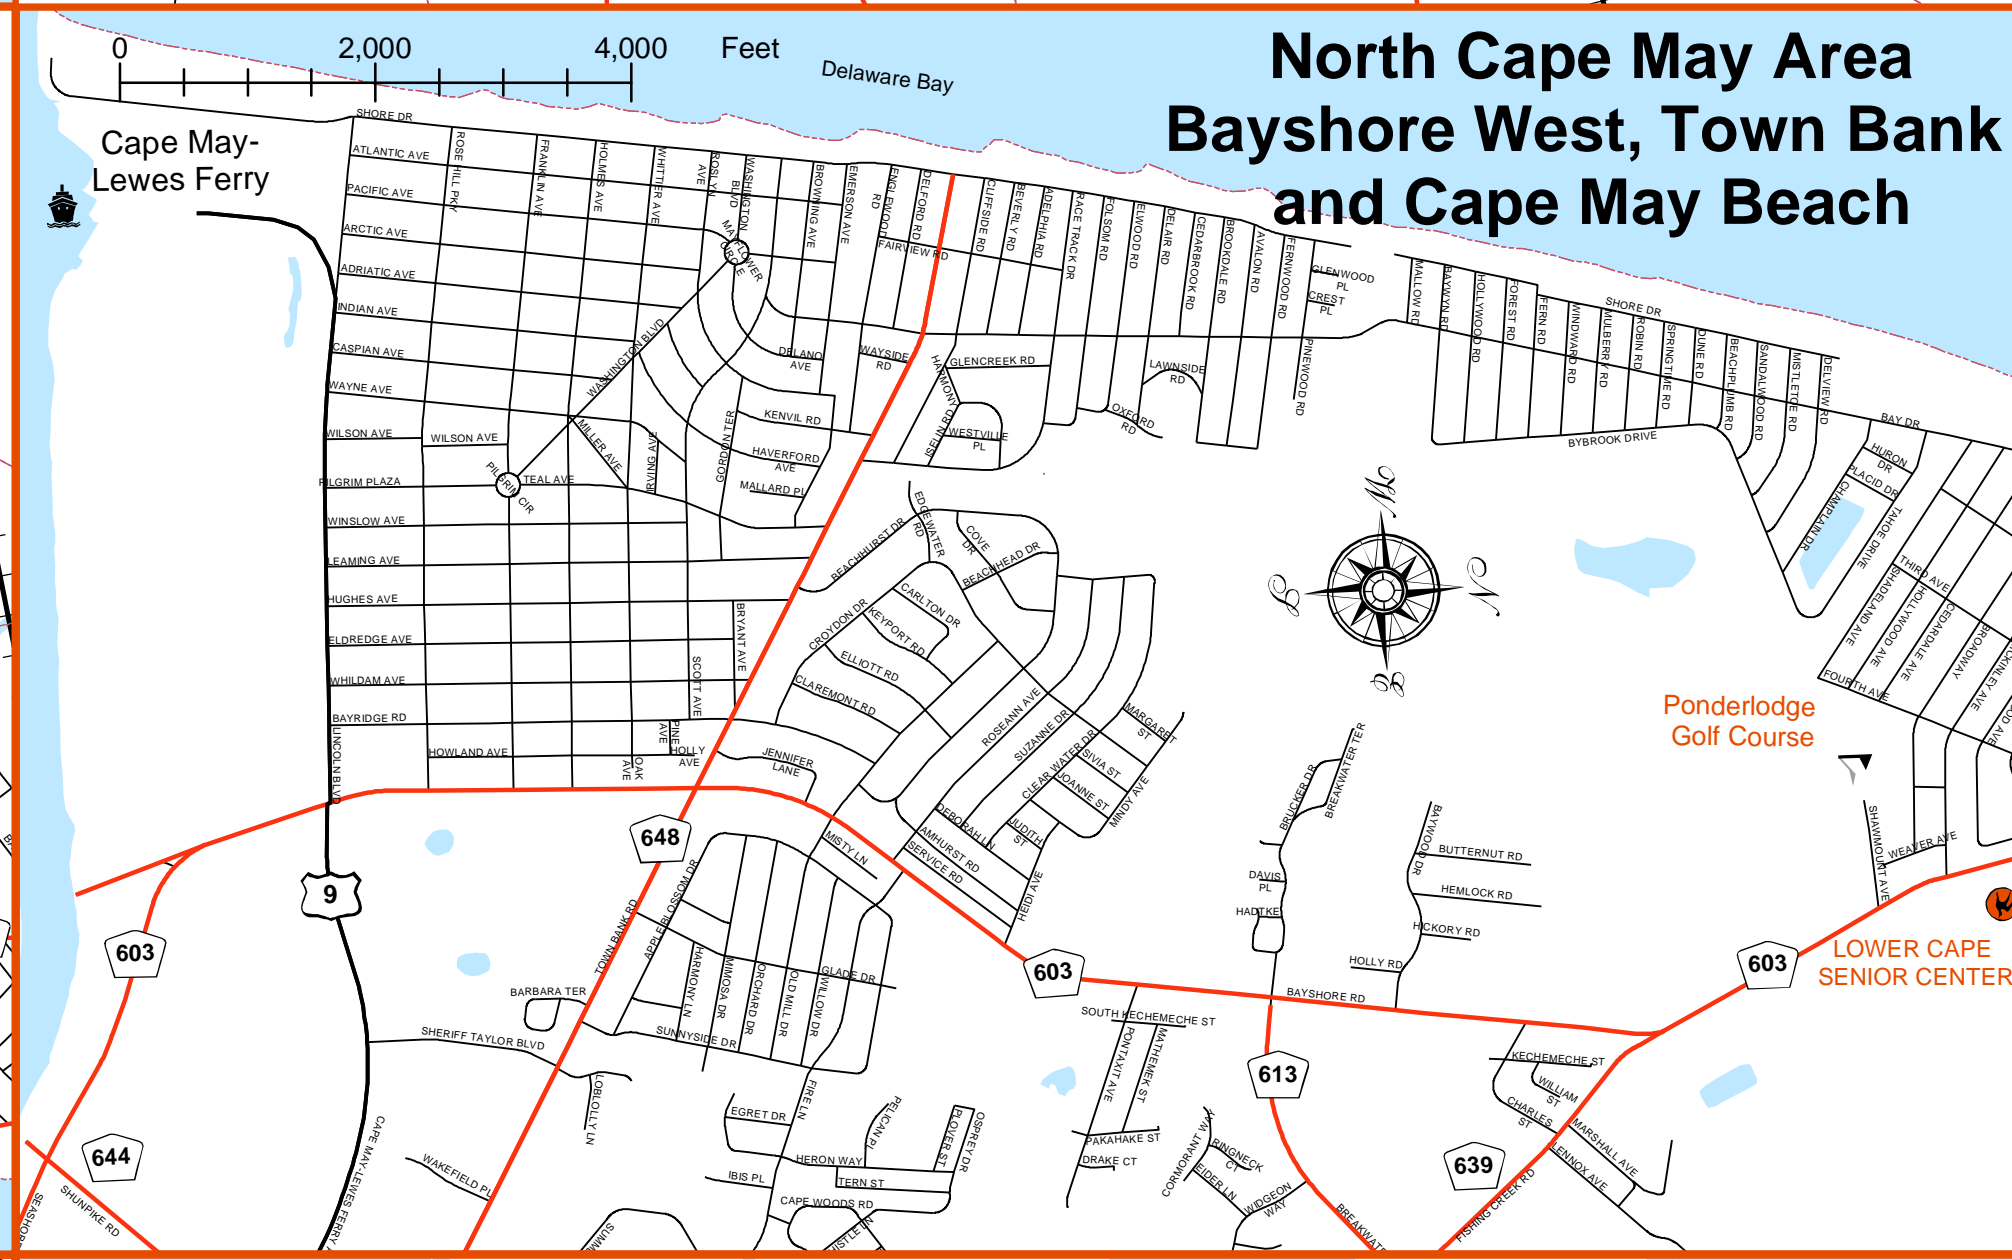 0 2,000 4,000 Feet
Delaware Bay
North Cape May Area
Bayshore West, Town Bank
and Cape May Beach
Cape May-
Lewes Ferry
SHORE DR
ATLANTIC AVE
PACIFIC AVE
ARCTIC AVE
ADRIATIC AVE
INDIAN AVE
CASPIAN AVE
WAYNE AVE
WILSON AVE
WILSON AVE
PILGRIM PLAZA
PILGRIM CIR
TEAL AVE
WINSLOW AVE
LEAMING AVE
HUGHES AVE
ELDREDGE AVE
WHILDAM AVE
BAYRIDGE RD
HOWLAND AVE
LINCOLN BLVD
ROSE HILL PKY
FRANKLIN AVE
HOLMES AVE
WHITTIER AVE
ROSLYN
AVE
WASHINGTON
BLVD
MAYFLOWER
CIRCLE
BROWNING AVE
EMERSON AVE
ENGLEWOOD
RD
DELFORD RD
FAIRVIEW RD
CLIFFSIDE RD
BEVERLY RD
ADELPHIA RD
RACE TRACK DR
FOLSOM RD
ELWOOD RD
DELAIR RD
CEDARBROOK RD
BROOKDALE RD
AVALON RD
FERNWOOD RD
GLENWOOD
PL
CREST
PL
PINEWOOD RD
MALLOW RD
BAYWYN RD
HOLLYWOOD RD
FOREST RD
FERN RD
WINDWARD RD
MULBERRY RD
ROBIN RD
SPRINGTIME RD
DUNE RD
BEACHPLUMB RD
SANDALWOOD RD
MISTLETOE RD
DELVIEW RD
SHORE DR
BAY DR
BYBROOK DRIVE
HURON
DR
PLACID DR
CHAMPLAIN DR
TAHOE DRIVE
THIRD AVE
SHADELAND AVE
HOLLYWOOD AVE
CEDARDALE AVE
BROADWAY
FOURTH AVE
WASHINGTON BLVD
DELANO
AVE
WAYSIDE
RD
KENVIL RD
HAVERFORD
AVE
MALLARD PL
GORDON TER
IRVING AVE
MILLER AVE
HARMONY
GLENCREEK RD
ISELIN RD
WESTVILLE
PL
LAWNSIDE
RD
OXFORD
RD
BEACHHURST DR
EDGEWATER
RD
COVE
DR
BEACHHEAD DR
CROYDON DR
CARLTON DR
KEYPORT RD
ELLIOTT RD
CLAREMONT RD
BRYANT AVE
SCOTT AVE
PINE
AVE
HOLLY
AVE
OAK
AVE
JENNIFER
LANE
ROSEANN AVE
SUZANNE DR
CLEAR WATER DR
MARGARET
ST
SIVIA ST
JOANNE ST
MINDY AVE
DEBORAH LN
JUDITH
ST
AMHURST RD
SERVICE RD
HEIDI AVE
MISTY LN
BRUCKER DR
BREAKWATER TER
DAVIS
PL
HADTKE
BAYWOOD DR
BUTTERNUT RD
HEMLOCK RD
HICKORY RD
HOLLY RD
Ponderlodge
Golf Course
SHAWMOUNT AVE
WEAVER AVE
LOWER CAPE
SENIOR CENTER
W
N
S
E
648
9
603
603
603
613
639
644
TOWN BANK RD
APPLE BLOSSOM DR
HARMONY LN
MIMOSA DR
ORCHARD DR
OLD MILL DR
WILLOW DR
GLADE DR
SUNNYSIDE DR
BARBARA TER
SHERIFF TAYLOR BLVD
LOBLOLLY LN
WAKEFIELD PL
FIRE LN
EGRET DR
PELICAN PL
PLOVER ST
OSPREY DR
HERON WAY
TERN ST
IBIS PL
CAPE WOODS RD
BAYSHORE RD
SOUTH KECHEMECHE ST
PONTAXIT AVE
MATHEMEK ST
PAKAHAKE ST
DRAKE CT
CORMORANT WAY
RINGNECK
CT
EIDER LN
WIDGEON
WAY
KECHEMECHE ST
WILLIAM
ST
CHARLES
ST
MARSHALL AVE
LENNOX AVE
FISHING CREEK RD
SHUNPIKE RD
CAPE MAY-LEWES FERRY